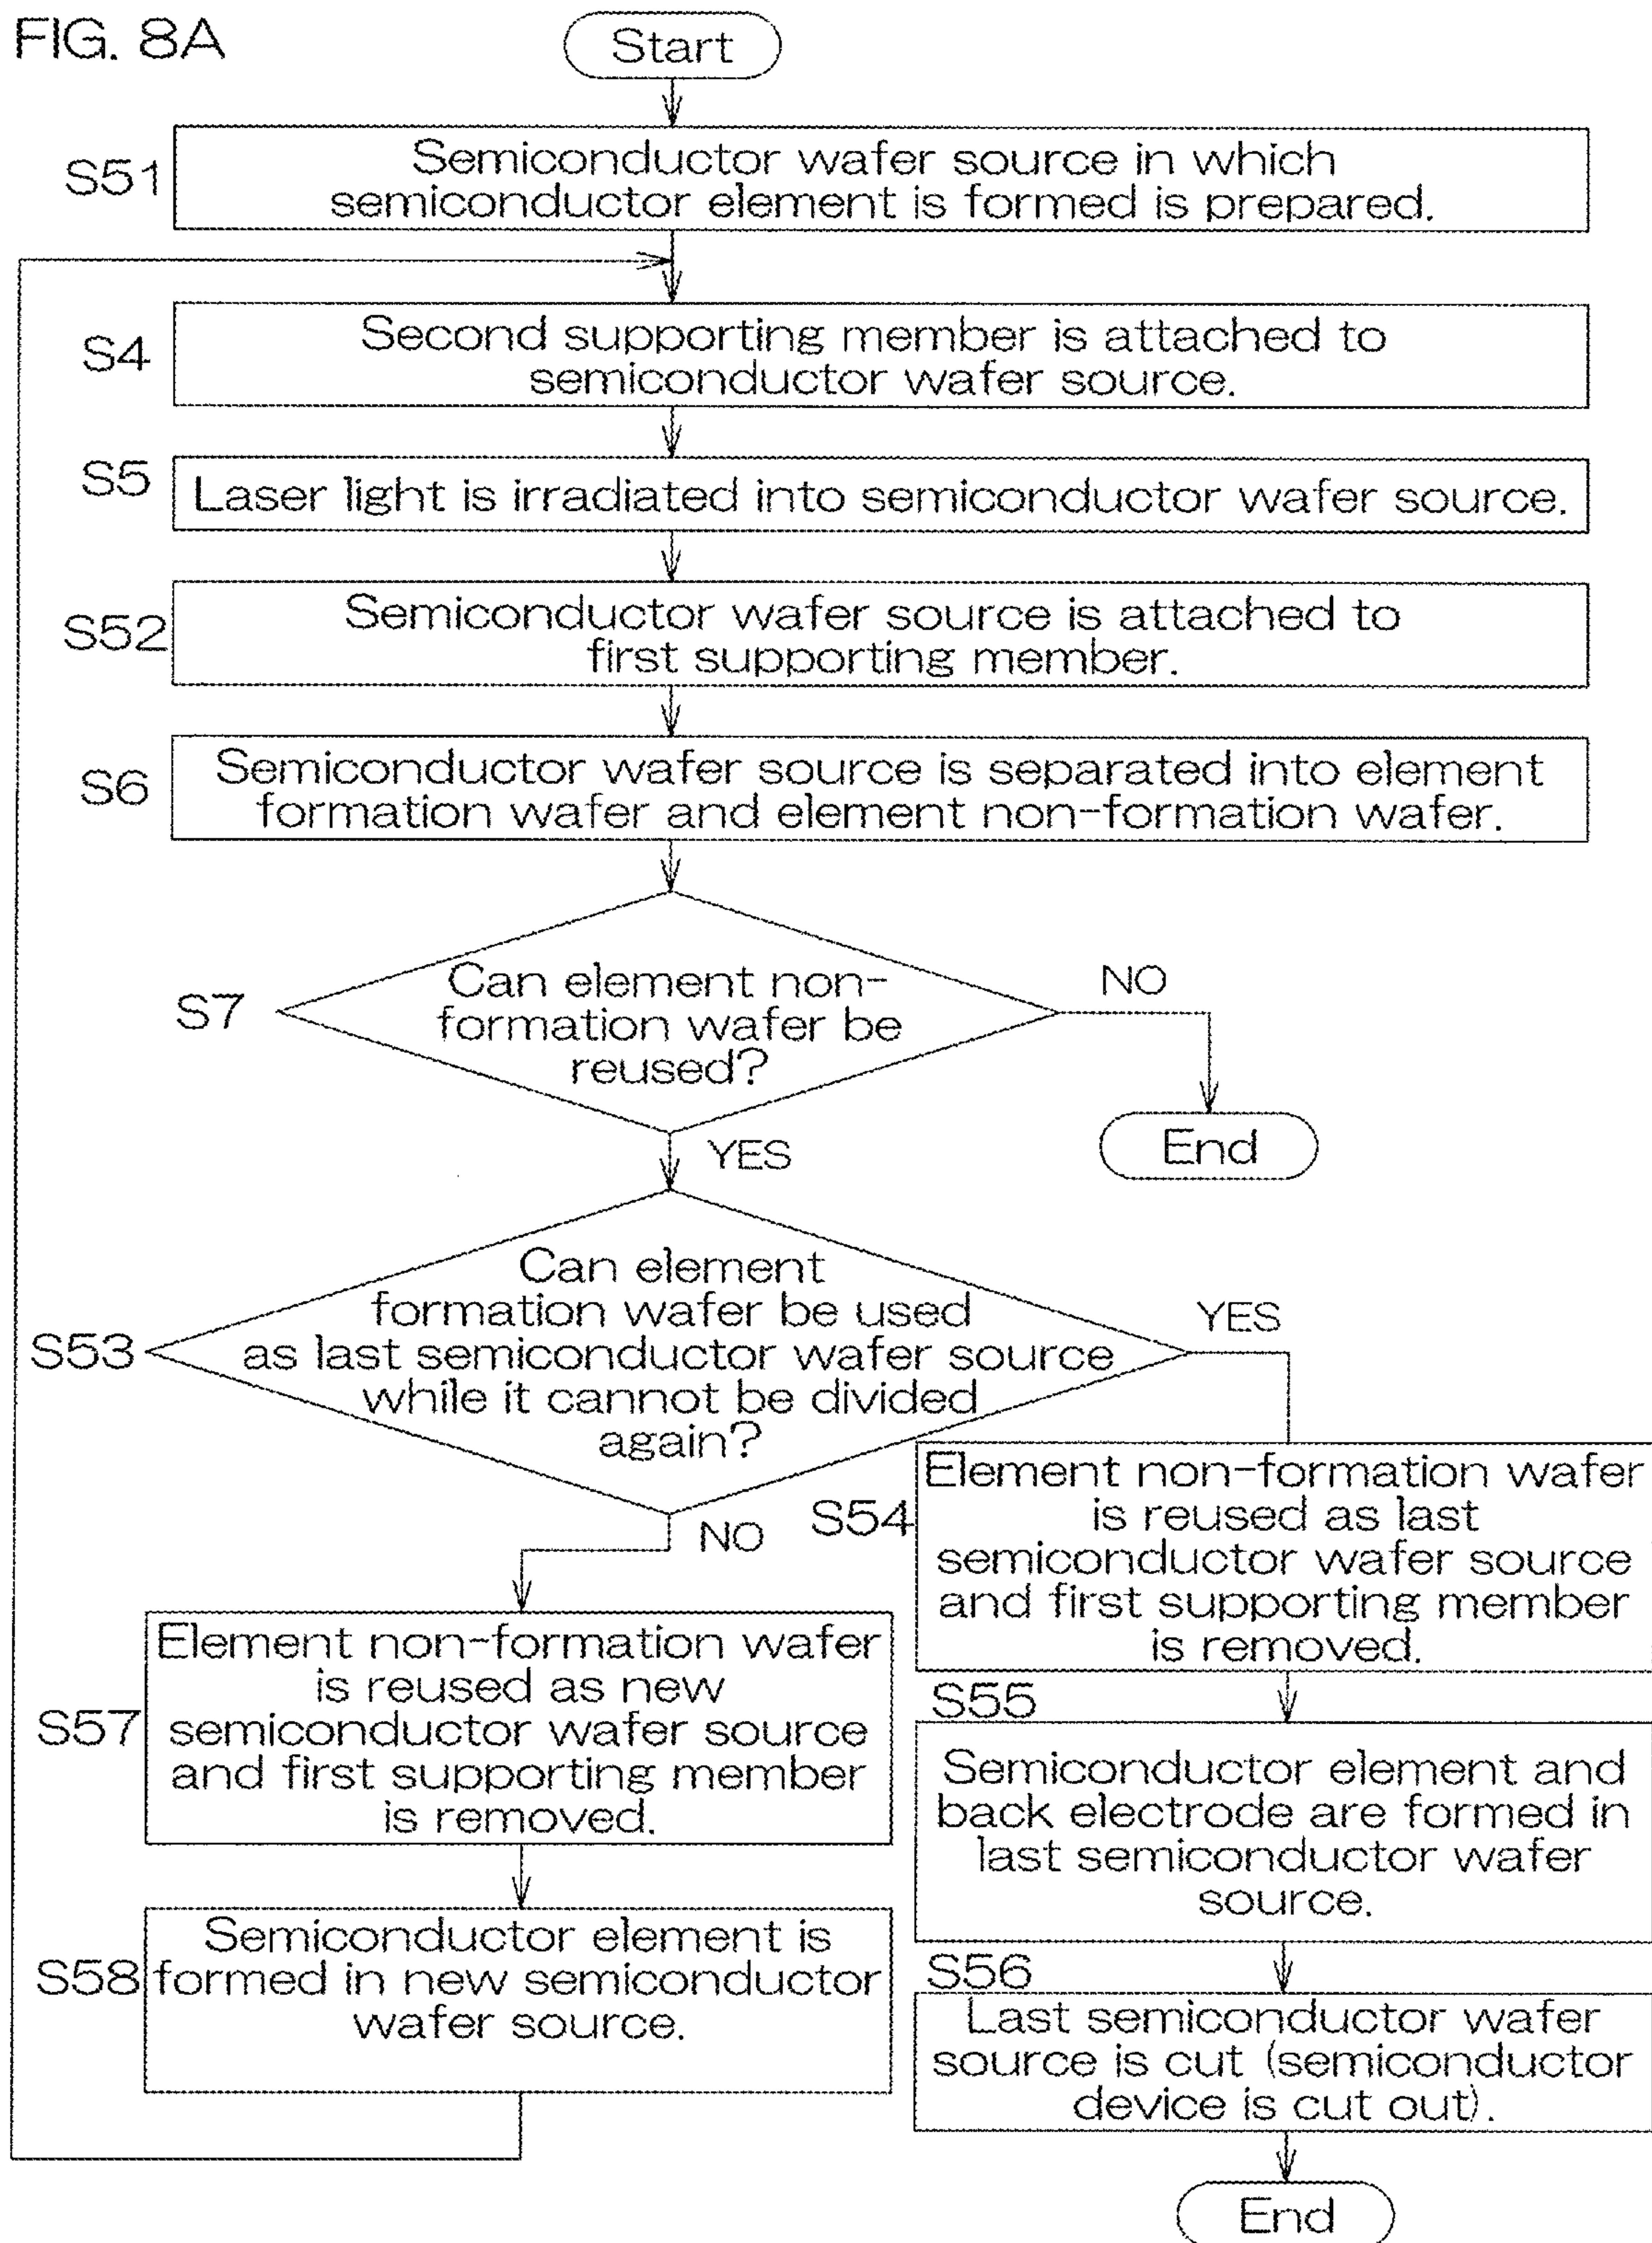 FIG. 8A
Start
S51
Semiconductor wafer source in which
semiconductor element is formed is prepared.
S4
Second supporting member is attached to
semiconductor wafer source.
S5
Laser light is irradiated into semiconductor wafer source.
S52
Semiconductor wafer source is attached to
first supporting member.
S6
Semiconductor wafer source is separated into element
formation wafer and element non-formation wafer.
S7
Can element non-
formation wafer be
reused?
NO
End
YES
S53
Can element
formation wafer be used
as last semiconductor wafer source
while it cannot be divided
again?
YES
NO
S54
Element non-formation wafer
is reused as last
semiconductor wafer source
and first supporting member
is removed.
S57
Element non-formation wafer
is reused as new
semiconductor wafer source
and first supporting member
is removed.
S55
Semiconductor element and
back electrode are formed in
last semiconductor wafer
source.
S58
Semiconductor element is
formed in new semiconductor
wafer source.
S56
Last semiconductor wafer
source is cut (semiconductor
device is cut out).
End